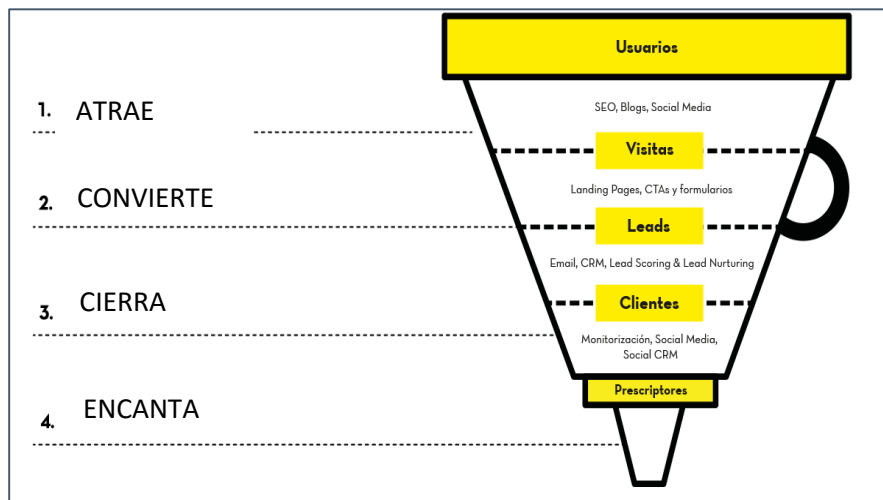 Usuarios
1. ATRAE
SEO, Blogs, Social Media
Visitas
2. CONVIERTE
Landing Pages, CTAs y formularios
Leads
Email, CRM, Lead Scoring & Lead Nurturing
3. CIERRA
Clientes
Monitorización, Social Media,
Social CRM
Prescriptores
4. ENCANTA